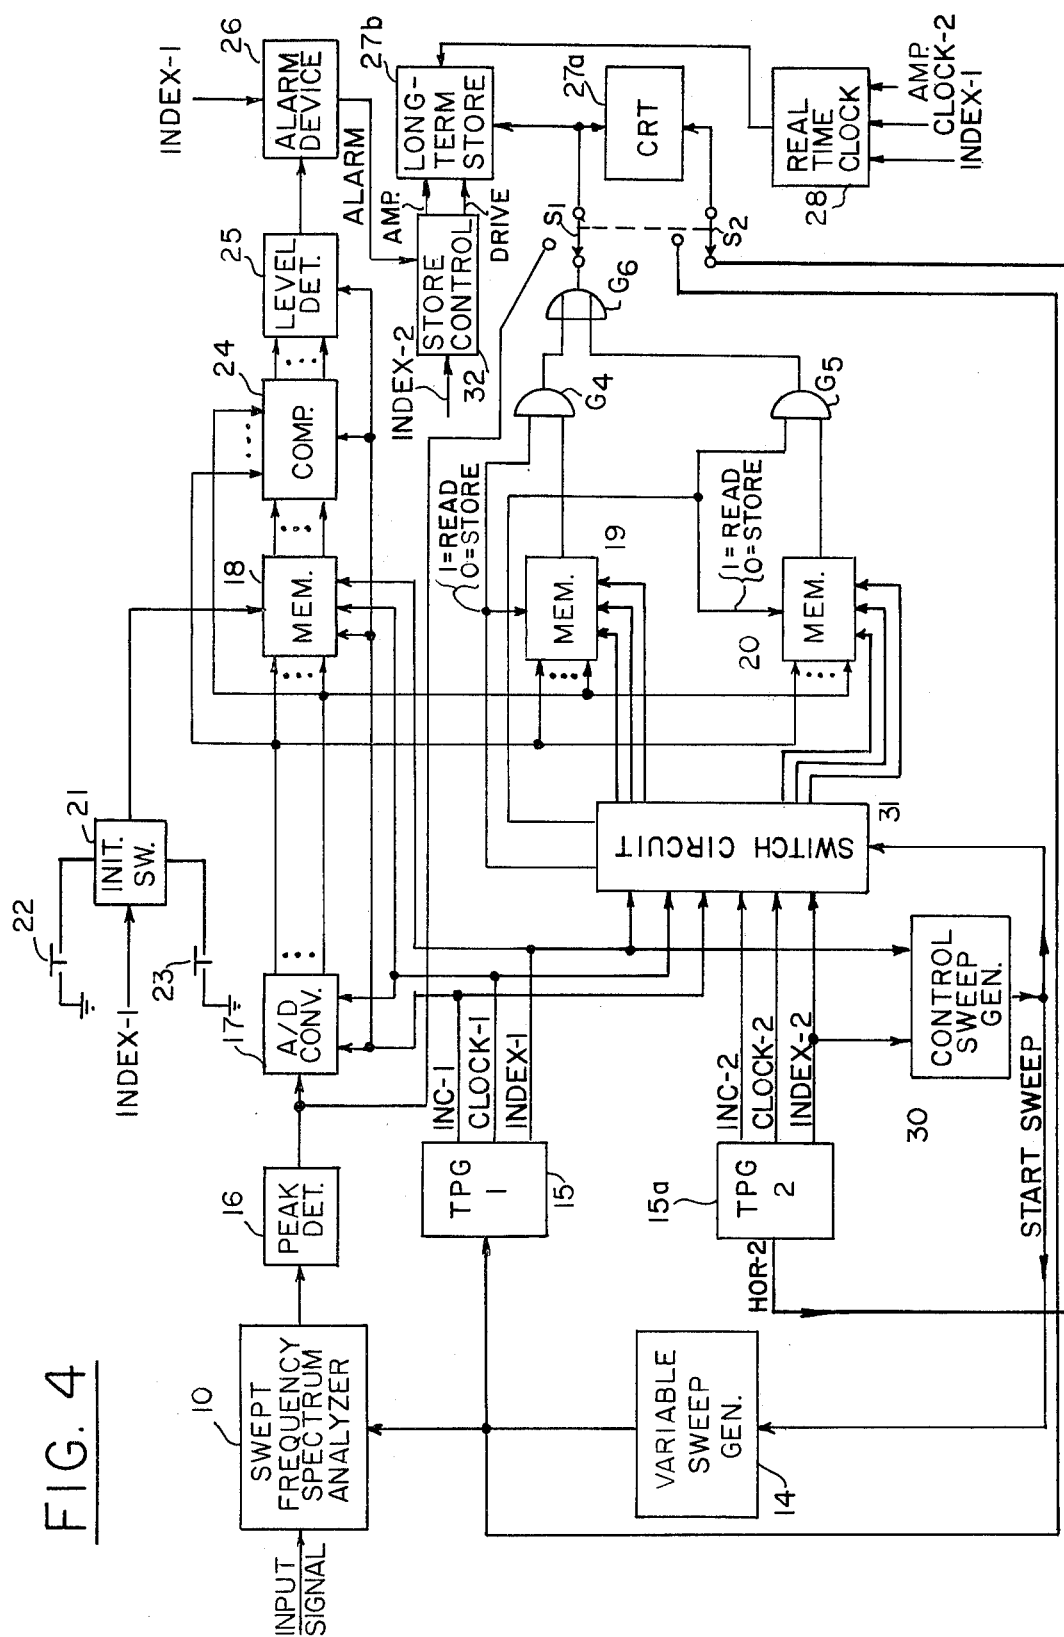 FIG. 4
INPUT
SIGNAL
10
SWEPT
FREQUENCY
SPECTRUM
ANALYZER
16
PEAK
DET.
17
A/D
CONV.
INDEX-1
22
23
21
INIT.
SW.
18
MEM.
24
COMP.
25
LEVEL
DET.
26
ALARM
DEVICE
INDEX-1
ALARM
TPG
1
15
INC-1
CLOCK-1
INDEX-1
1=READ
0=STORE
MEM.
19
INDEX-2
32
STORE
CONTROL
AMP.
DRIVE
27b
LONG-
TERM
STORE
15a
TPG
2
HOR-2
INC-2
CLOCK-2
INDEX-2
SWITCH CIRCUIT
31
20
MEM.
1=READ
0=STORE
G4
G5
G6
S1
S2
27a
CRT
REAL
TIME
CLOCK
28
AMP.
CLOCK-2
INDEX-1
VARIABLE
SWEEP
GEN.
14
30
CONTROL
SWEEP
GEN.
START SWEEP